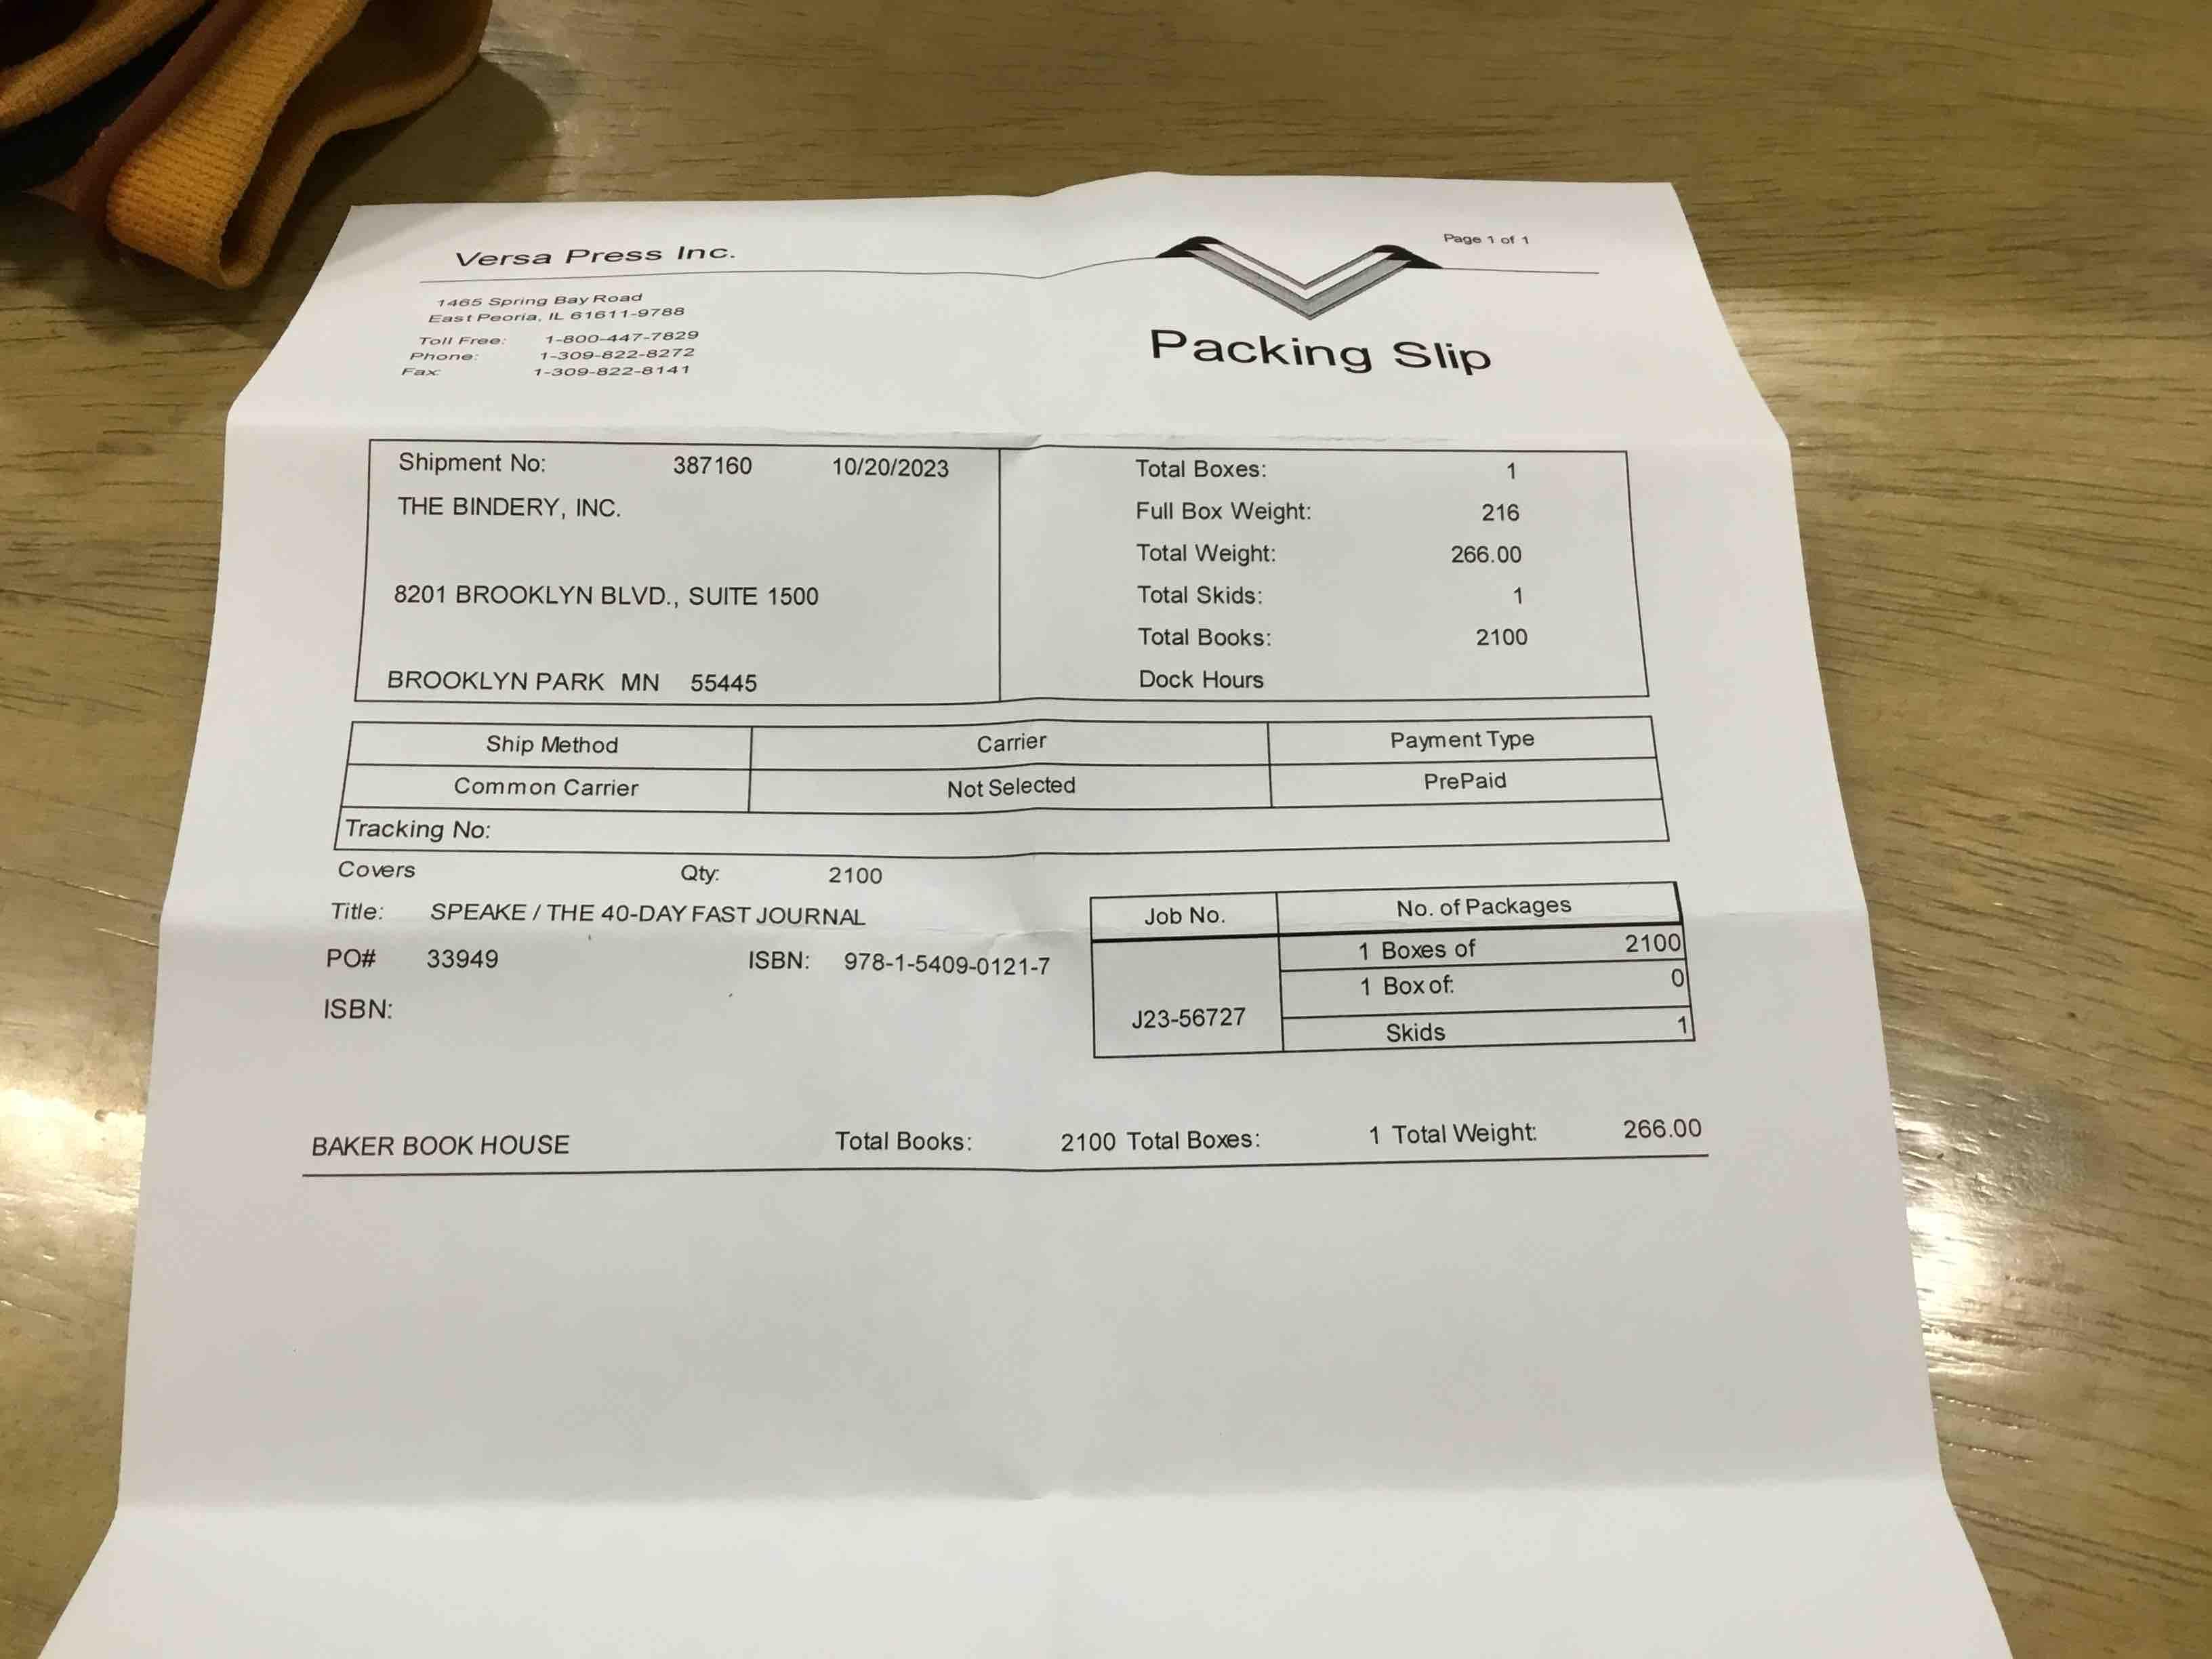 Page 1 of 1
Versa Press Inc.
1465 Spring Bay Road
East Peoria, IL 61611-9788
Toll Free: 1-800-447-7829
Phone: 1-309-822-8272
Fax: 1-309-822-8141
Packing Slip
Shipment No: 387160 10/20/2023
THE BINDERY, INC.
8201 BROOKLYN BLVD., SUITE 1500
BROOKLYN PARK MN 55445
Total Boxes: 1
Full Box Weight: 216
Total Weight: 266.00
Total Skids: 1
Total Books: 2100
Dock Hours
Ship Method Carrier Payment Type
Common Carrier Not Selected PrePaid
Tracking No:
Covers Qty: 2100
Title: SPEAKE / THE 40-DAY FAST JOURNAL
PO# 33949 ISBN: 978-1-5409-0121-7
ISBN:
Job No. No. of Packages
1 Boxes of 2100
1 Box of: 0
J23-56727
Skids 1
BAKER BOOK HOUSE Total Books: 2100 Total Boxes: 1 Total Weight: 266.00